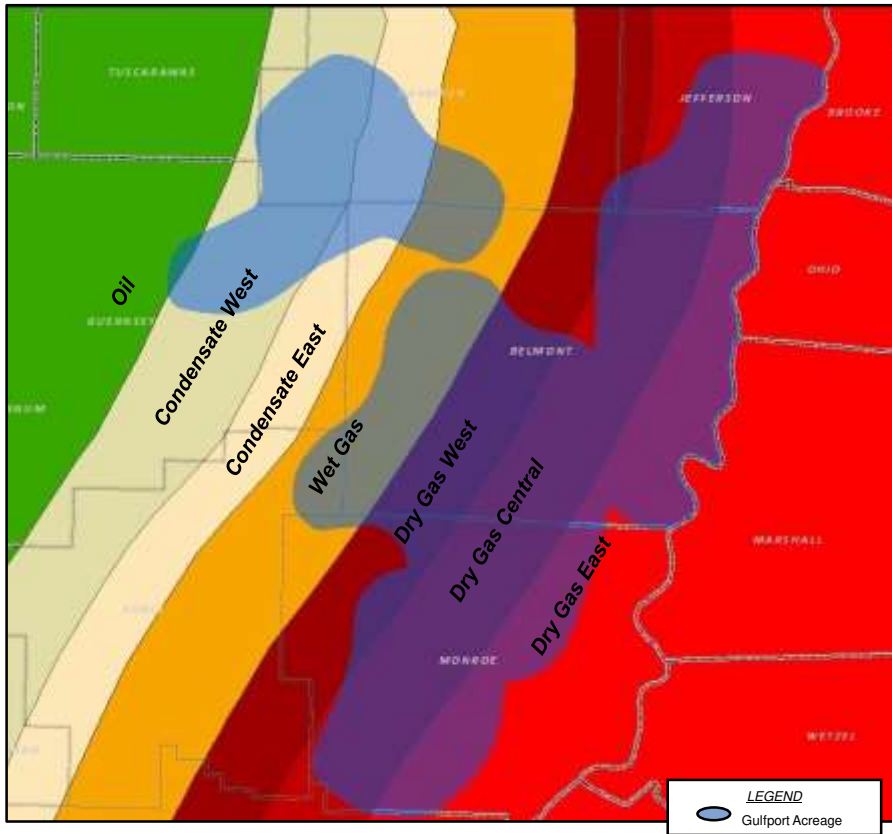 TUSCARAWAS
HARRISON
JEFFERSON
BROOKE
OHIO
Oil
GUERNSEY
Condensate West
BELMONT
Condensate East
Wet Gas
Dry Gas West
Dry Gas Central
Dry Gas East
MARSHALL
MONROE
WETZEL
LEGEND
Gulfport Acreage